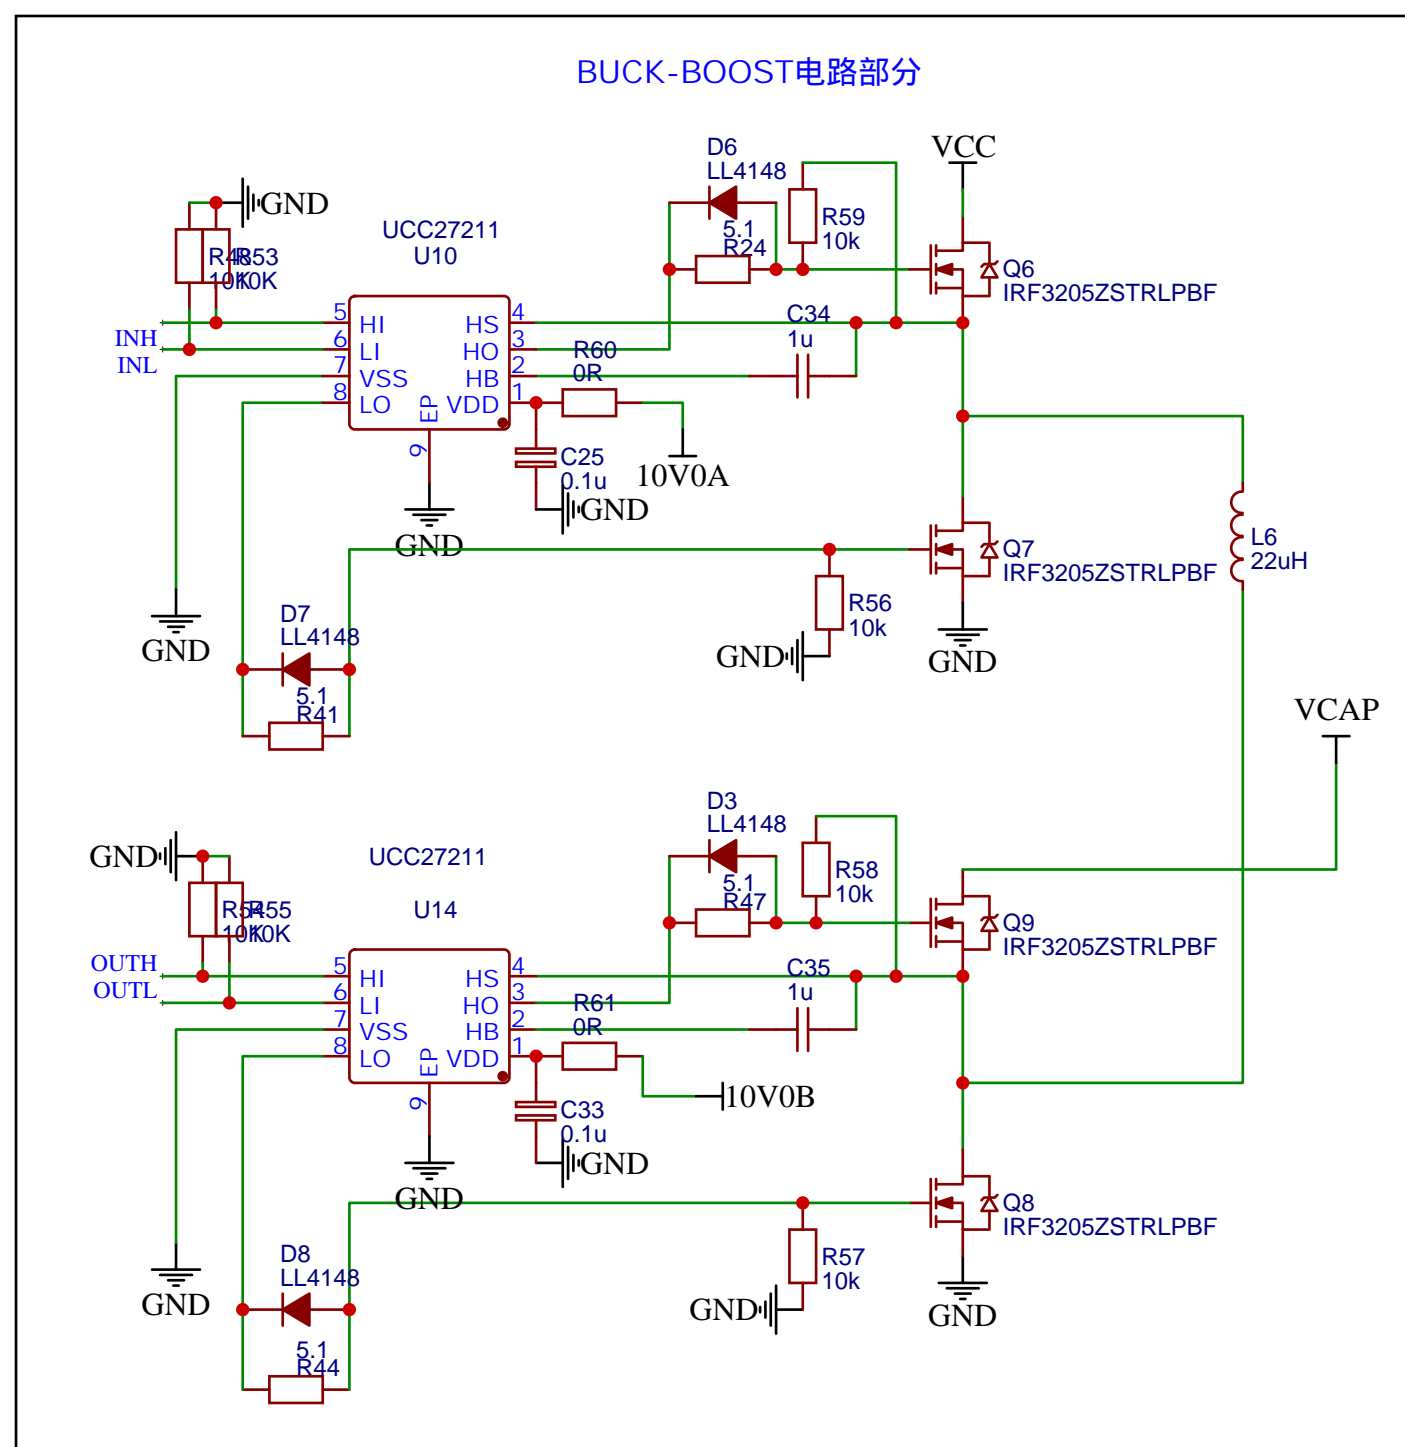 BUCK-BOOST电路部分
VCC
D6
LL4148
GND
R59
10k
UCC27211
U10
5.1
R24
R48
R53
10K
10K
Q6
IRF3205ZSTRLPBF
C34
1u
INH
INL
5
HI
HS
4
6
LI
HO
3
7
VSS
HB
2
8
LO
VDD
1
EP
9
R60
0R
C25
0.1u
10V0A
GND
GND
Q7
IRF3205ZSTRLPBF
L6
22uH
R56
10k
D7
LL4148
GND
GND
GND
5.1
R41
VCAP
D3
LL4148
GND
UCC27211
U14
R58
10k
5.1
R47
R54
R55
10K
10K
Q9
IRF3205ZSTRLPBF
C35
1u
OUTH
OUTL
5
HI
HS
4
6
LI
HO
3
7
VSS
HB
2
8
LO
VDD
1
EP
9
R61
0R
10V0B
C33
0.1u
GND
GND
Q8
IRF3205ZSTRLPBF
R57
10k
D8
LL4148
GND
GND
GND
5.1
R44